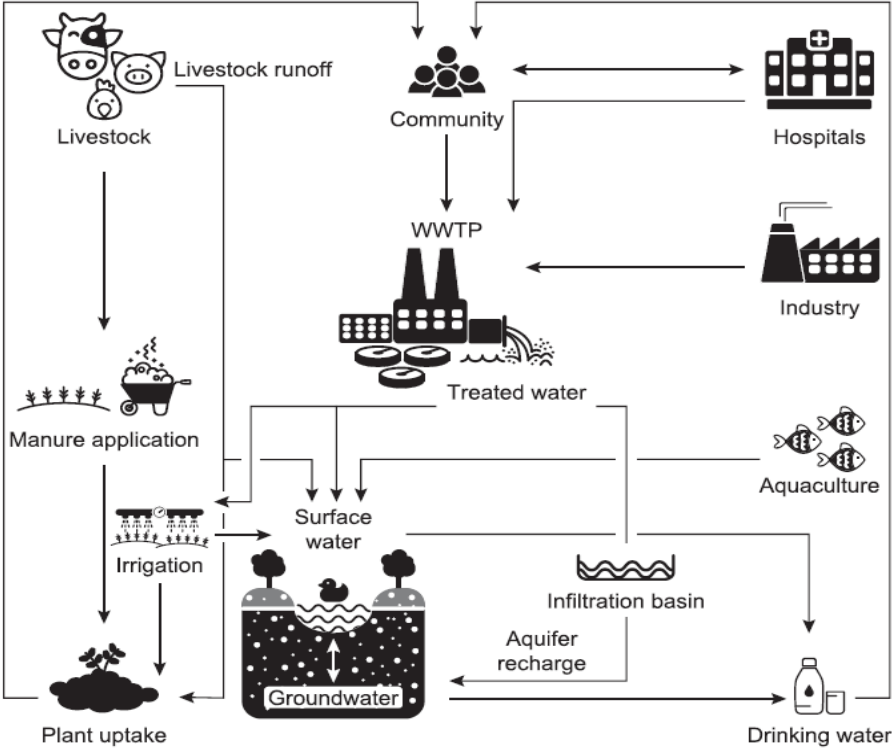 Livestock runoff
Livestock
Community
Hospitals
WWTP
Industry
Treated water
Manure application
Aquaculture
Surface
water
Irrigation
Infiltration basin
Aquifer
recharge
Groundwater
Plant uptake
Drinking water